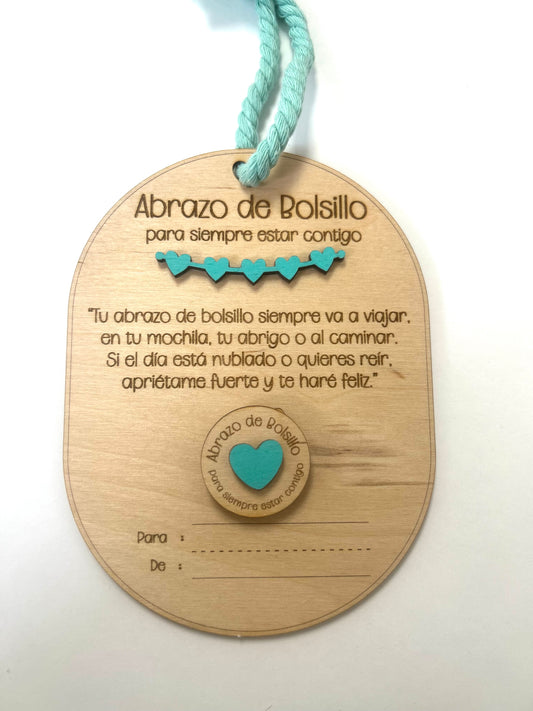 Abrazo de Bolsillo
para siempre estar contigo
"Tu abrazo de bolsillo siempre va a viajar,
en tu mochila, tu abrigo o al caminar.
Si el día está nublado o quieres reír,
apriétame fuerte y te haré feliz."
Abrazo de Bolsillo
para siempre estar contigo
Para :
De :